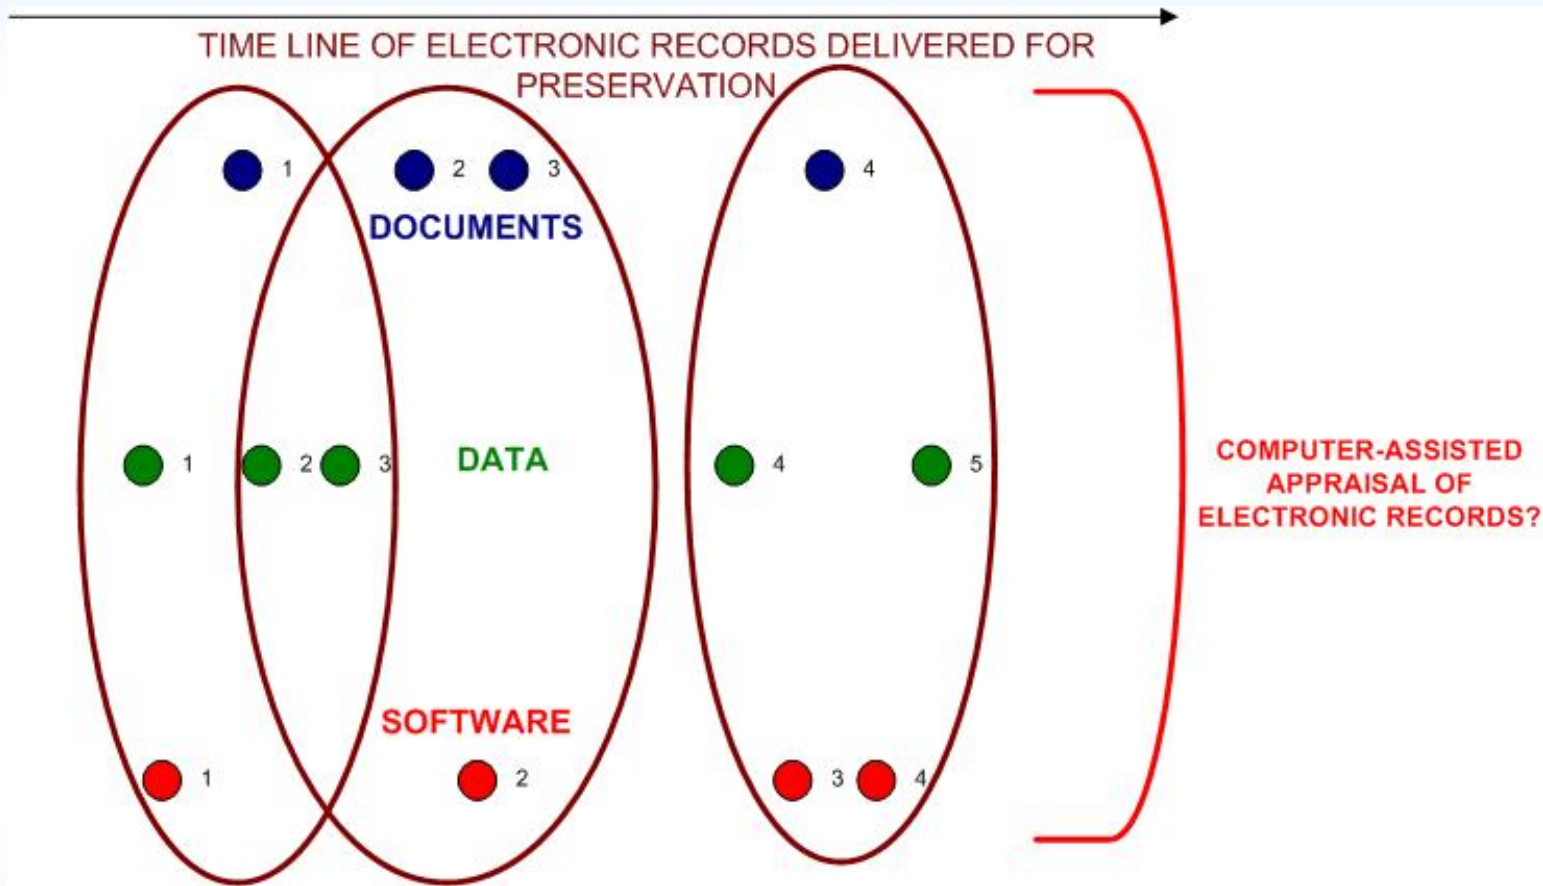 TIME LINE OF ELECTRONIC RECORDS DELIVERED FOR
PRESERVATION
1 2 3 4
DOCUMENTS
1 2 3 DATA 4 5
COMPUTER-ASSISTED
APPRAISAL OF
ELECTRONIC RECORDS?
SOFTWARE
1 2 3 4